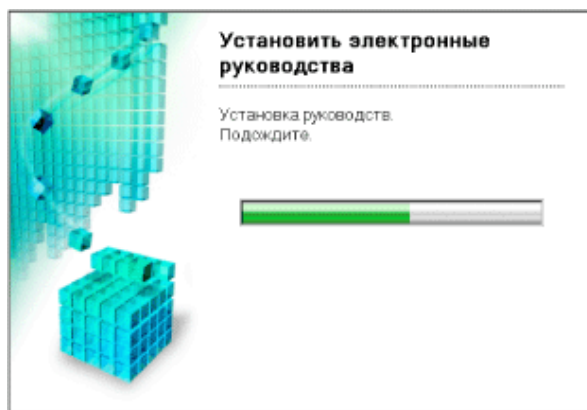 Установить электронные
руководства
Установка руководств.
Подождите.